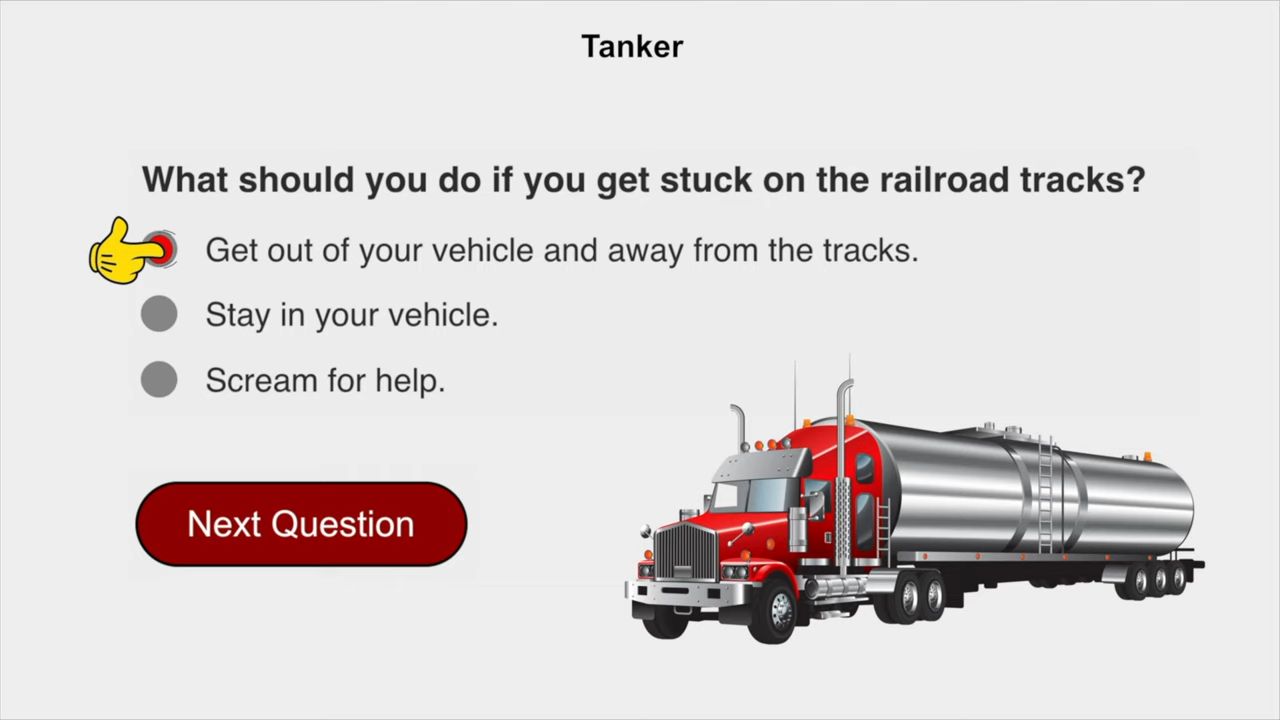 Tanker
What should you do if you get stuck on the railroad tracks?
Get out of your vehicle and away from the tracks.
Stay in your vehicle.
Scream for help.
Next Question